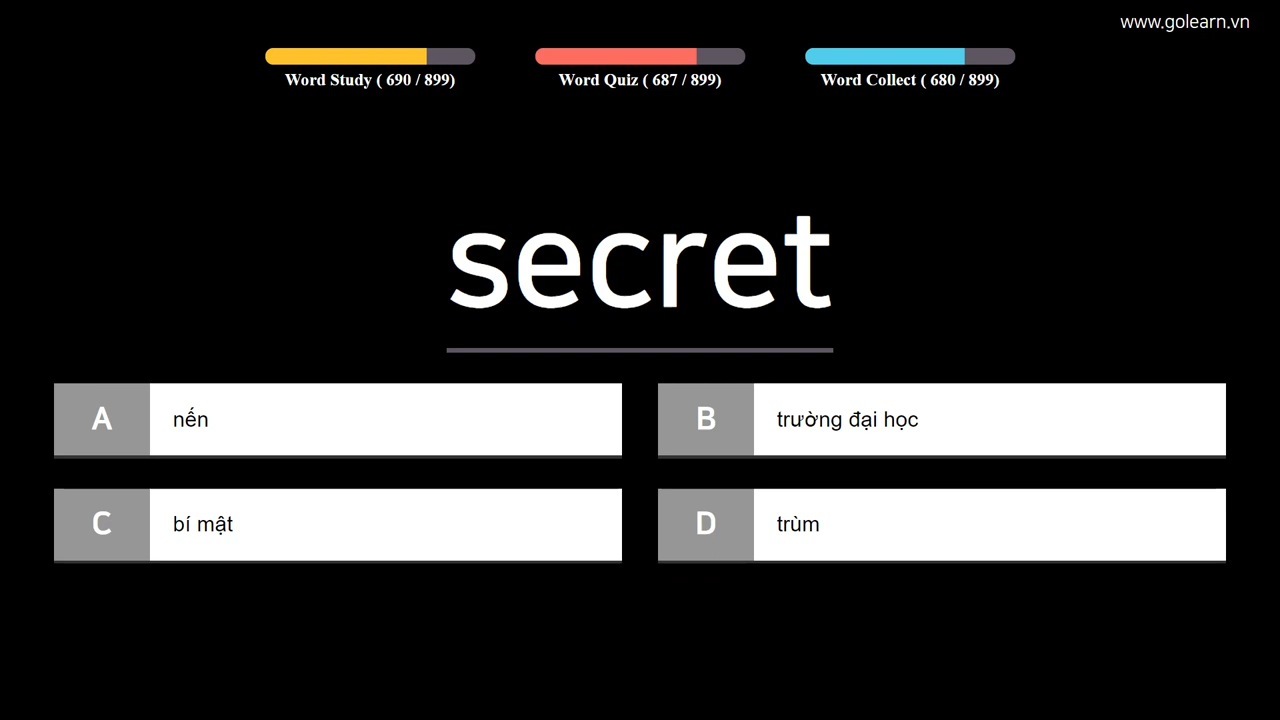 www.golearn.vn
Word Study ( 690 / 899)
Word Quiz ( 687 / 899)
Word Collect ( 680 / 899)
secret
A nến
B trường đại học
C bí mật
D trùm